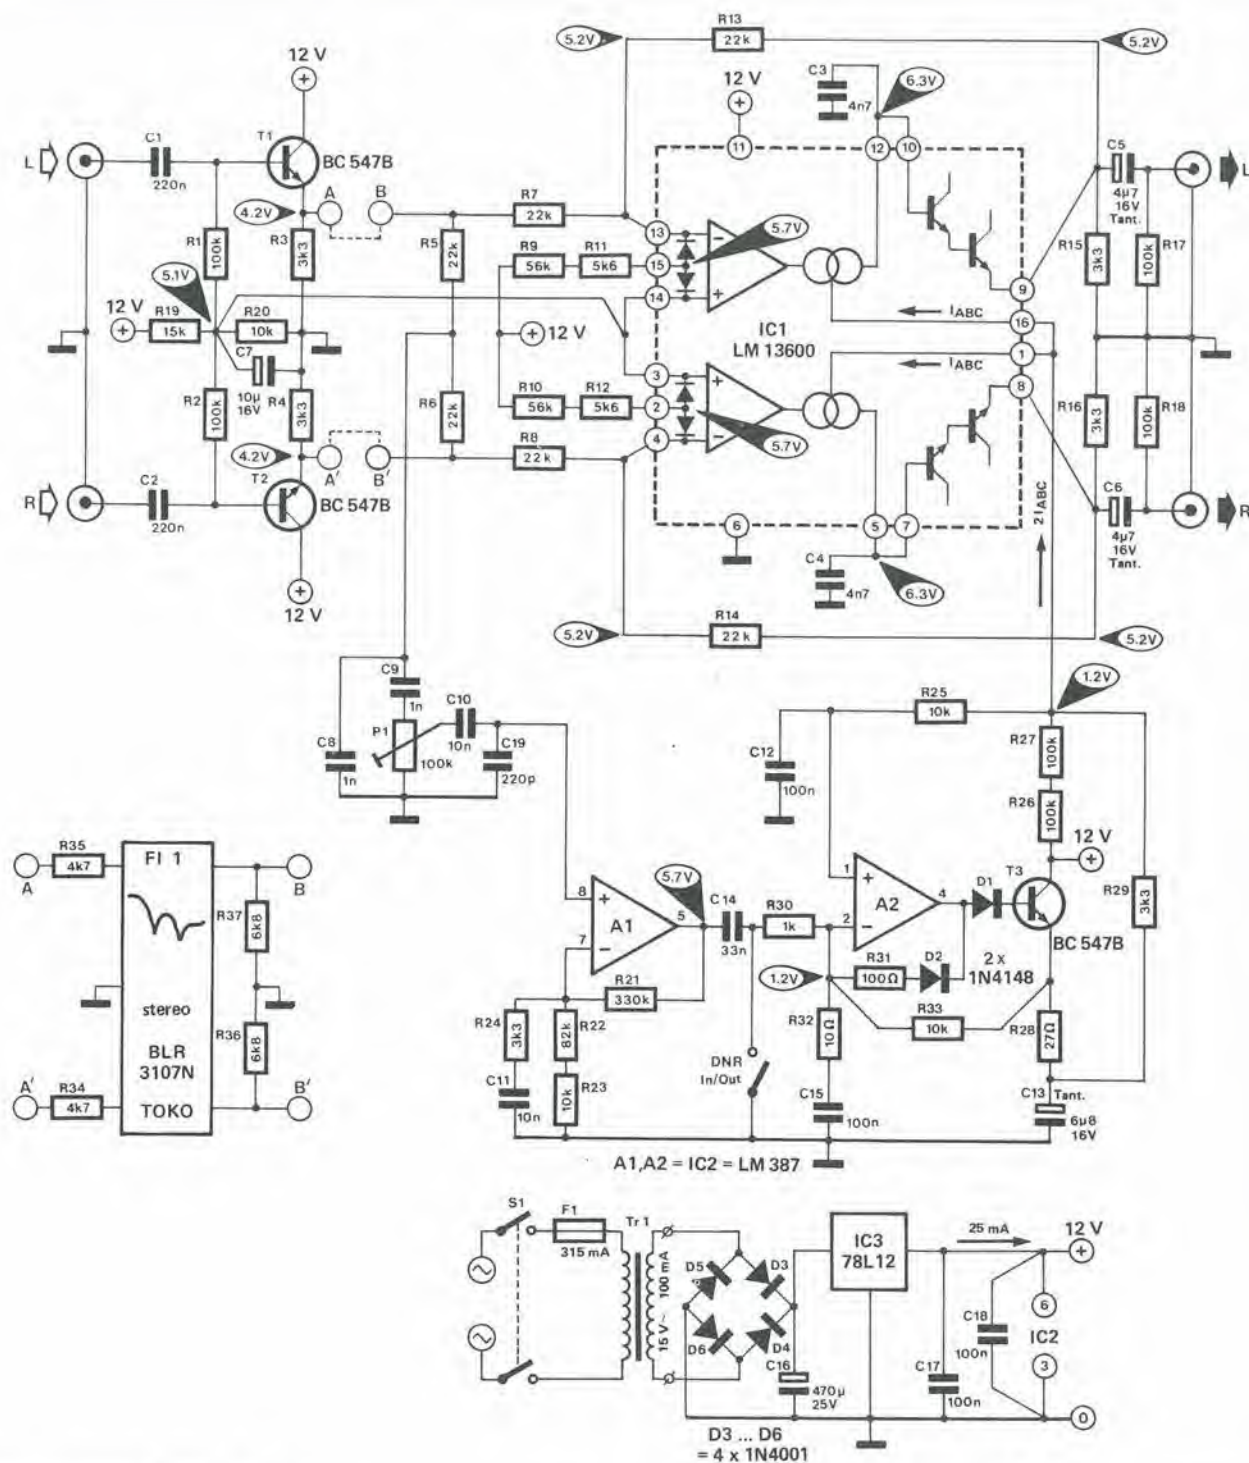 R13
5.2V
22k
5.2V
12 V
C3
6.3V
12 V
4n7
11
12
10
C1
T1
L
BC 547B
C5
L
220n
A
B
R7
4µ7
16V
Tant.
4.2V
22k
13
5.7V
R1
100k
R3
3k3
R5
22k
R9
56k
R11
5k6
15
R15
3k3
R17
100k
5.1V
9
12 V
R19
15k
R20
10k
14
IABC
16
12 V
IC1
LM 13600
C7
IABC
1
3
8
10µ
16V
R2
100k
R4
3k3
R6
22k
R10
56k
R12
5k6
2
R16
3k3
R18
100k
5.7V
4.2V
A'
B'
R8
4
22k
T2
C2
R
BC 547B
C6
R
220n
6
5
7
4µ7
16V
Tant.
2 IABC
12 V
C4
4n7
6.3V
R14
5.2V
22k
5.2V
C9
1n
C10
10n
R25
10k
1.2V
P1
100k
C8
1n
C19
220p
C12
100n
R27
100k
R26
100k
12 V
R35
4k7
FI 1
A
B
5.7V
T3
R29
3k3
R37
6k8
8
A1
5
7
C14
33n
R30
1k
1
2
A2
4
D1
BC 547B
stereo
R21
330k
1.2V
R31
100Ω
D2
2 x
1N4148
R36
6k8
BLR
3107N
R24
3k3
R22
82k
R32
10Ω
R33
10k
R28
27Ω
A'
R34
4k7
TOKO
B'
DNR
In/Out
C11
10n
R23
10k
C15
100n
C13
Tant.
6µ8
16V
A1,A2 = IC2 = LM 387
S1
F1
315 mA
Tr 1
IC3
78L12
25 mA
12 V
15 V~ 100 mA
D5
D3
D6
D4
6
C18
100n
IC2
C16
470µ
25V
C17
100n
3
0
D3 ... D6
= 4 x 1N4001